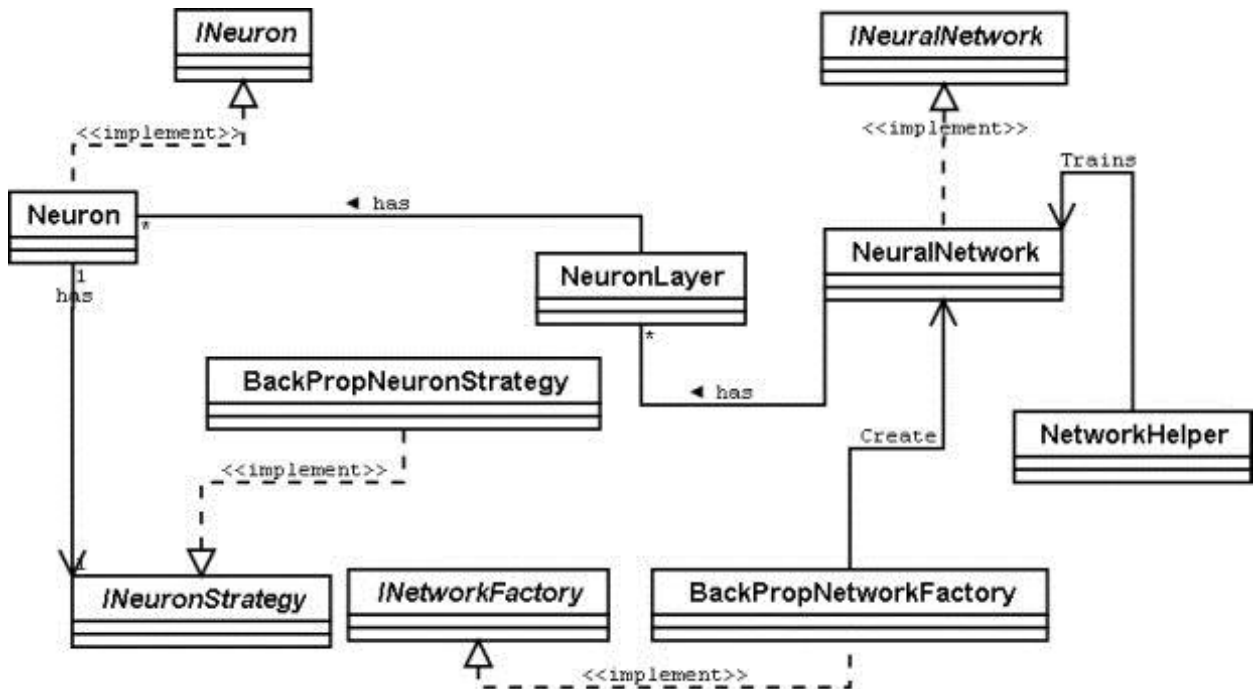 INeuron
INeuralNetwork
<<implement>>
<<implement>>
Trains
Neuron
◄ has
*
NeuralNetwork
1
has
NeuronLayer
*
BackPropNeuronStrategy
◄ has
Create
NetworkHelper
<<implement>>
1
INeuronStrategy
INetworkFactory
BackPropNetworkFactory
<<implement>>